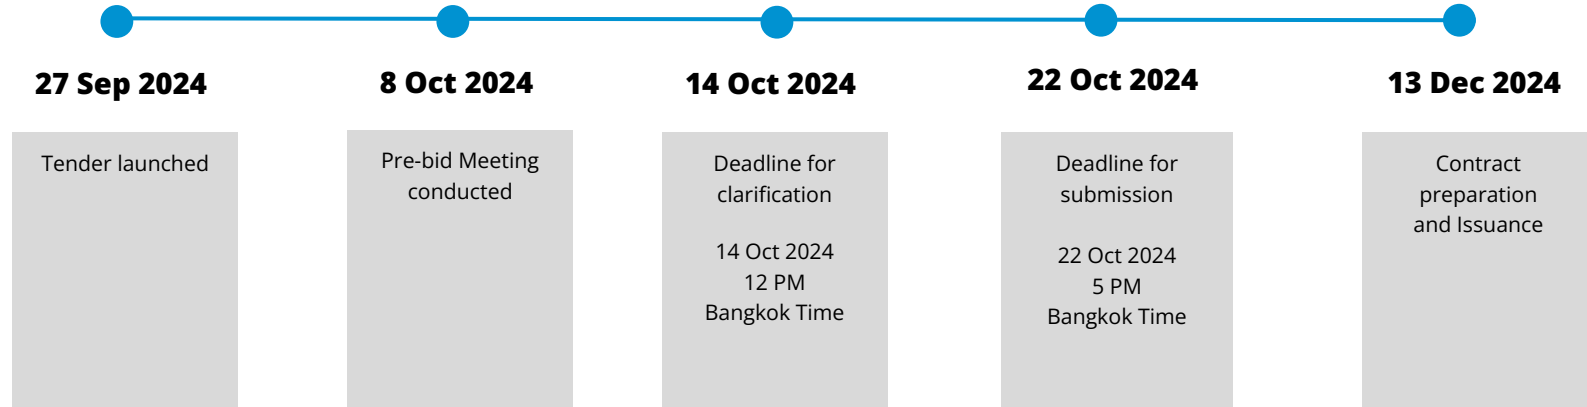 27 Sep 2024
Tender launched
8 Oct 2024
Pre-bid Meeting
conducted
14 Oct 2024
Deadline for
clarification
14 Oct 2024
12 PM
Bangkok Time
22 Oct 2024
Deadline for
submission
22 Oct 2024
5 PM
Bangkok Time
13 Dec 2024
Contract
preparation
and Issuance